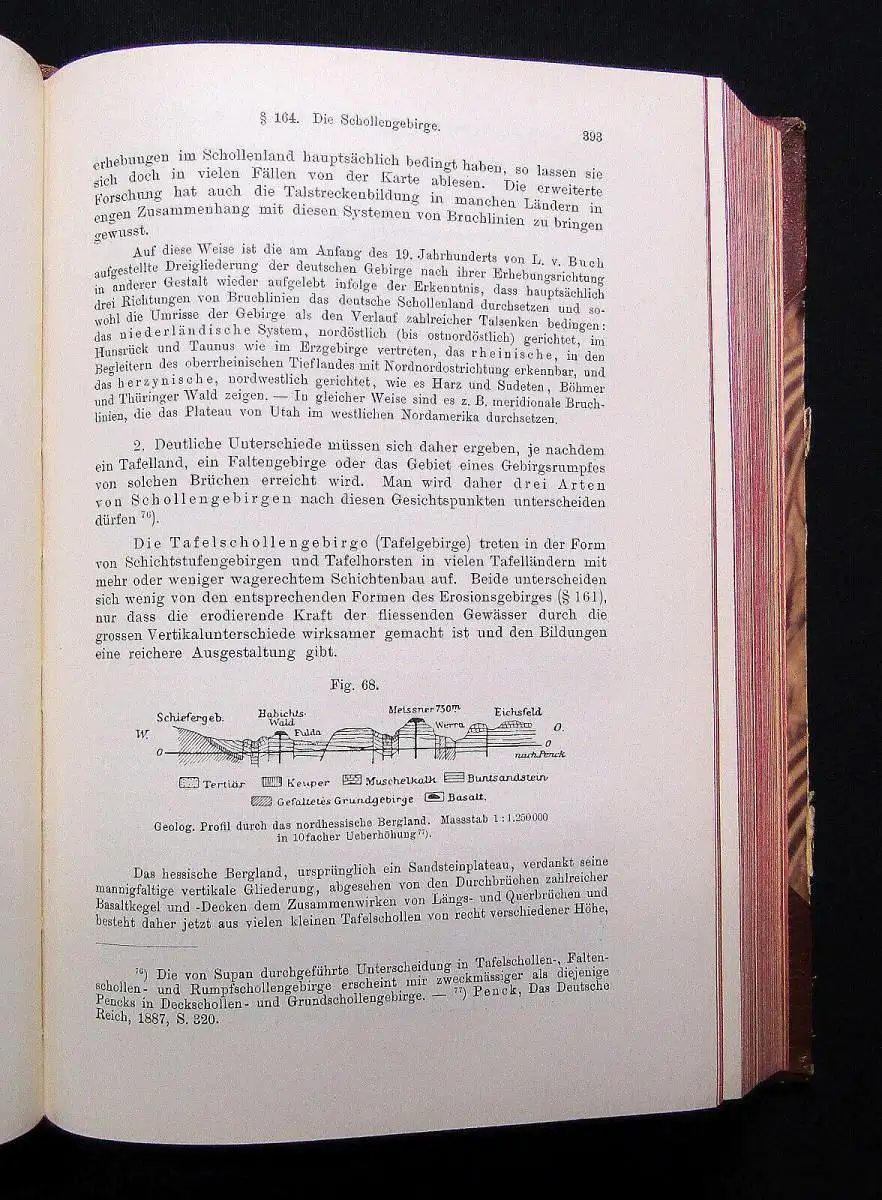 § 164. Die Schollengebirge.
393
erhebungen im Schollenland hauptsächlich bedingt haben, so lassen sie
sich doch in vielen Fällen von der Karte ablesen. Die erweiterte
Forschung hat auch die Talstreckenbildung in manchen Ländern in
engen Zusammenhang mit diesen Systemen von Bruchlinien zu bringen
gewusst.
Auf diese Weise ist die am Anfang des 19. Jahrhunderts von L. v. Buch
aufgestellte Dreigliederung der deutschen Gebirge nach ihrer Erhebungsrichtung
in anderer Gestalt wieder aufgelebt infolge der Erkenntnis, dass hauptsächlich
drei Richtungen von Bruchlinien das deutsche Schollenland durchsetzen und so-
wohl die Umrisse der Gebirge als den Verlauf zahlreicher Talsenken bedingen:
das niederländische System, nordöstlich (bis ostnordöstlich) gerichtet, im
Hunsrück und Taunus wie im Erzgebirge vertreten, das rheinische, in den
Begleitern des oberrheinischen Tieflandes mit Nordnordostrichtung erkennbar, und
das herzynische, nordwestlich gerichtet, wie es Harz und Sudeten, Böhmer
und Thüringer Wald zeigen. — In gleicher Weise sind es z. B. meridionale Bruch-
linien, die das Plateau von Utah im westlichen Nordamerika durchsetzen.
2. Deutliche Unterschiede müssen sich daher ergeben, je nachdem
ein Tafelland, ein Faltengebirge oder das Gebiet eines Gebirgsrumpfes
von solchen Brüchen erreicht wird. Man wird daher drei Arten
von Schollengebirgen nach diesen Gesichtspunkten unterscheiden
dürfen 76).
Die Tafelschollengebirge (Tafelgebirge) treten in der Form
von Schichtstufengebirgen und Tafelhorsten in vielen Tafelländern mit
mehr oder weniger wagerechtem Schichtenbau auf. Beide unterscheiden
sich wenig von den entsprechenden Formen des Erosionsgebirges (§ 161),
nur dass die erodierende Kraft der fliessenden Gewässer durch die
grossen Vertikalunterschiede wirksamer gemacht ist und den Bildungen
eine reichere Ausgestaltung gibt.
Fig. 68.
Schiefergeb. Habichts- Wald Fulda Meissner 750m Werra Eichsfeld
W. O.
0 0
nach Penck
Tertiär Keuper Muschelkalk Buntsandstein
Gefaltetes Grundgebirge Basalt.
Geolog. Profil durch das nordhessische Bergland. Massstab 1:1.250000
in 10facher Ueberhöhung 77).
Das hessische Bergland, ursprünglich ein Sandsteinplateau, verdankt seine
mannigfaltige vertikale Gliederung, abgesehen von den Durchbrüchen zahlreicher
Basaltkegel und -Decken dem Zusammenwirken von Längs- und Querbrüchen und
besteht daher jetzt aus vielen kleinen Tafelschollen von recht verschiedener Höhe,
76) Die von Supan durchgeführte Unterscheidung in Tafelschollen-, Falten-
schollen- und Rumpfschollengebirge erscheint mir zweckmässiger als diejenige
Pencks in Deckschollen- und Grundschollengebirge. — 77) Penck, Das Deutsche
Reich, 1887, S. 320.